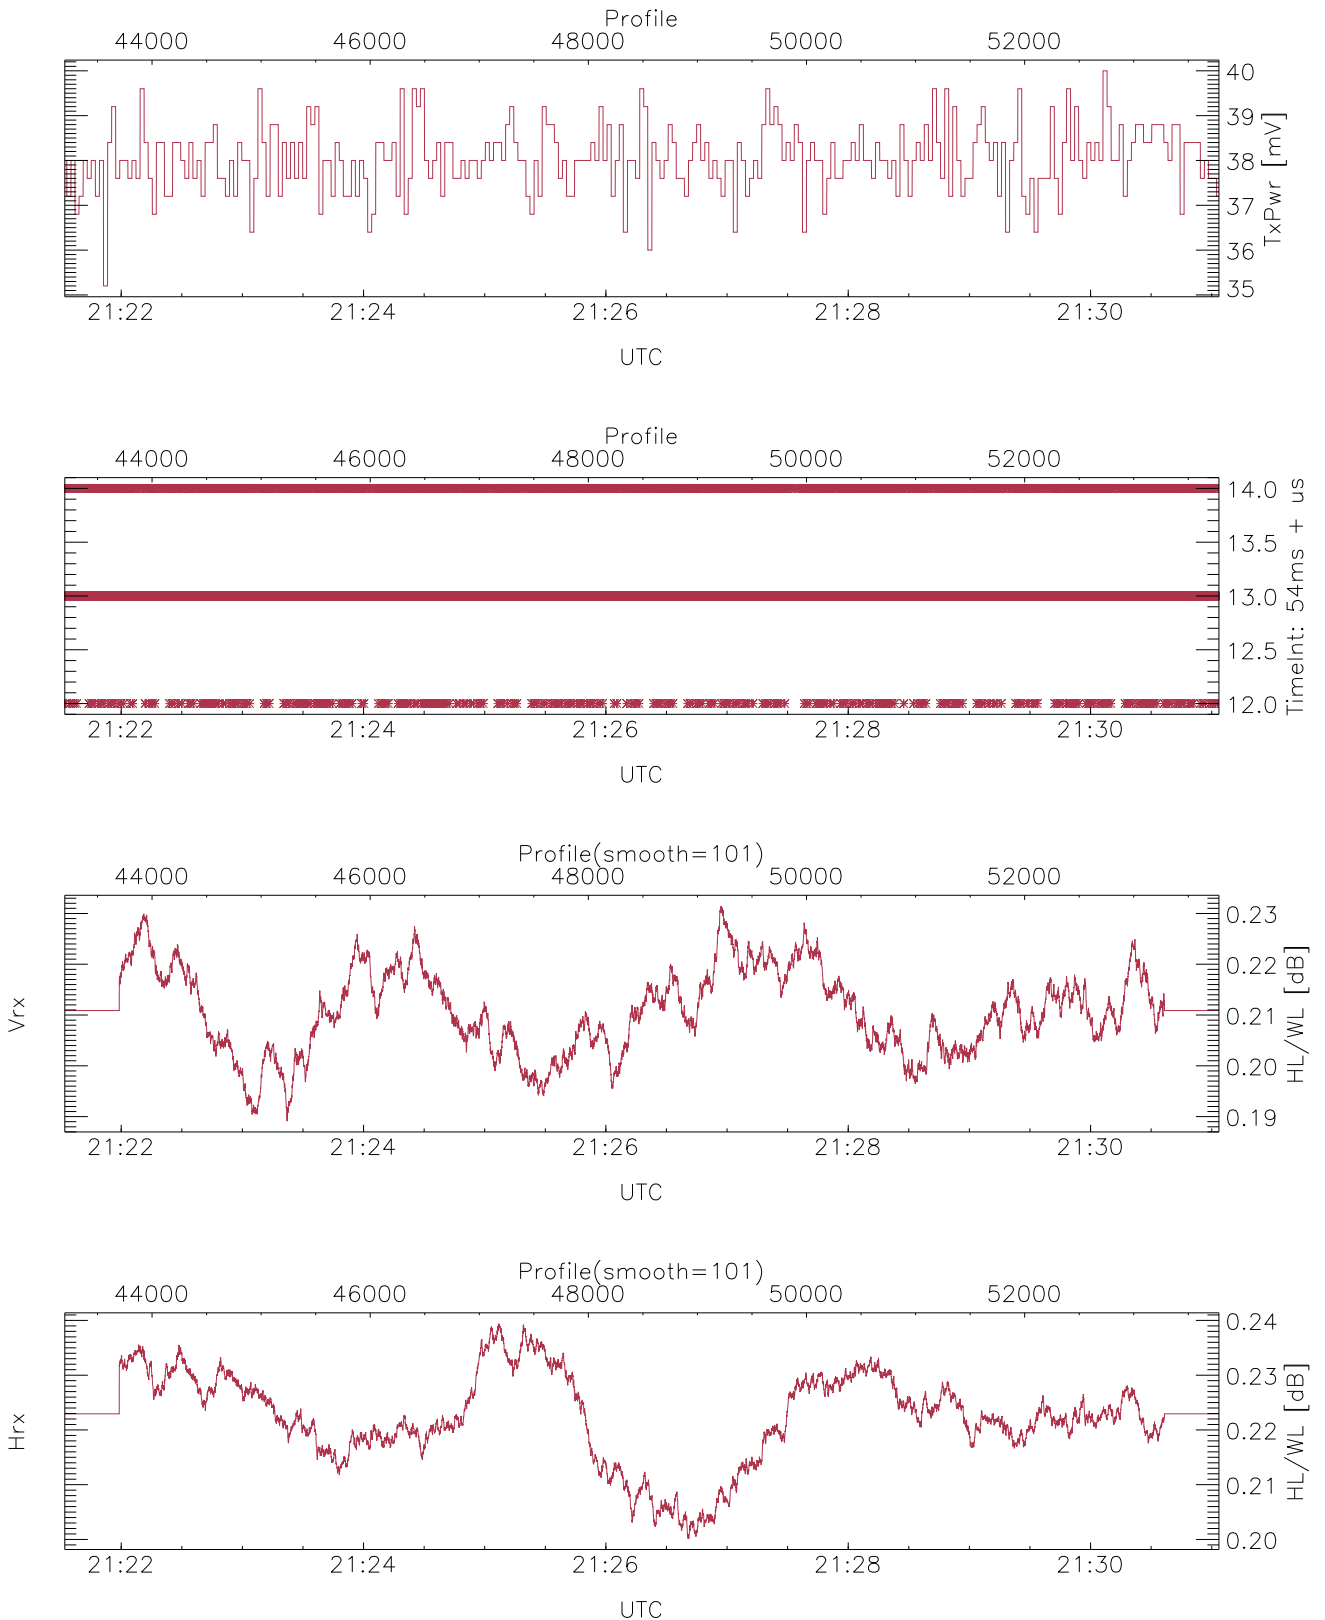 Profile
44000 46000 48000 50000 52000
40
39
38
37
36
35
TxPwr [mV]
21:22 21:24 21:26 21:28 21:30
UTC
Profile
44000 46000 48000 50000 52000
14.0
13.5
13.0
12.5
12.0
TimeInt: 54ms + us
21:22 21:24 21:26 21:28 21:30
UTC
Profile(smooth=101)
44000 46000 48000 50000 52000
Vrx
0.23
0.22
0.21
0.20
0.19
HL/WL [dB]
21:22 21:24 21:26 21:28 21:30
UTC
Profile(smooth=101)
44000 46000 48000 50000 52000
Hrx
0.24
0.23
0.22
0.21
0.20
HL/WL [dB]
21:22 21:24 21:26 21:28 21:30
UTC